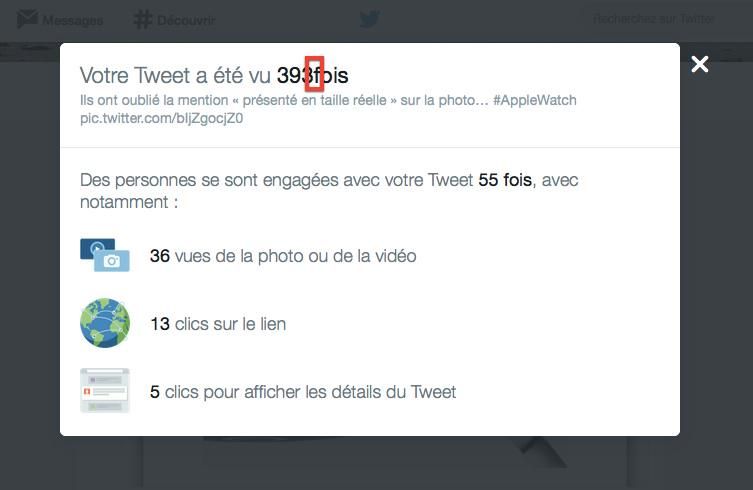 Messages
Découvrir
Recherchez sur Twitter
Votre Tweet a été vu 393fois
Ils ont oublié la mention « présenté en taille réelle » sur la photo… #AppleWatch
pic.twitter.com/bljZgocjZ0
Des personnes se sont engagées avec votre Tweet 55 fois, avec
notamment :
36 vues de la photo ou de la vidéo
13 clics sur le lien
5 clics pour afficher les détails du Tweet